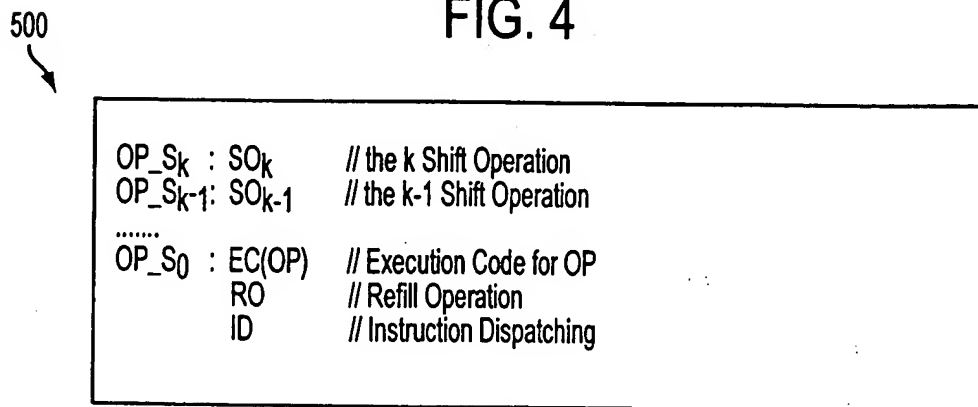 FIG. 4
500
OP_Sk : SOk // the k Shift Operation
OP_Sk-1: SOk-1 // the k-1 Shift Operation
.......
OP_S0 : EC(OP) // Execution Code for OP
RO // Refill Operation
ID // Instruction Dispatching